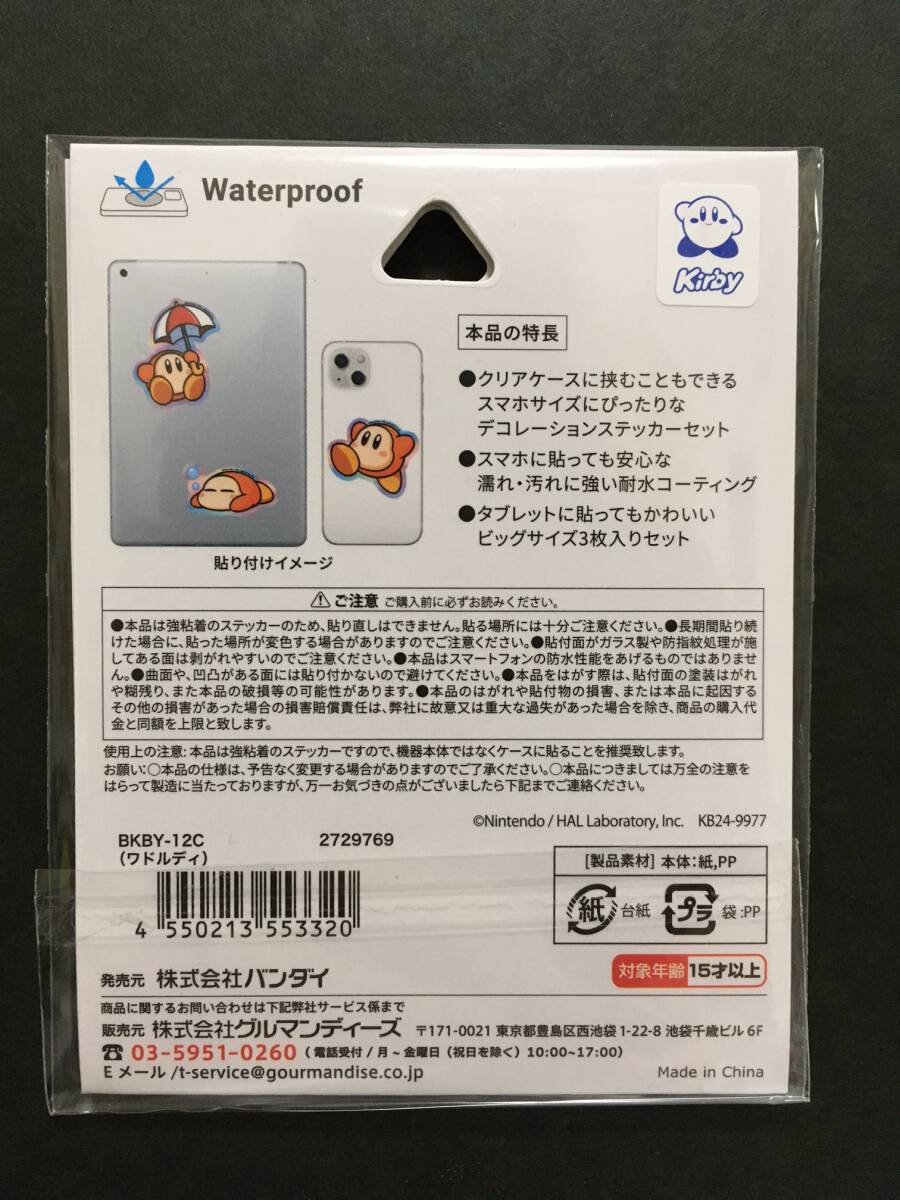 Waterproof
Kirby
本品の特長
●クリアケースに挟むこともできる
スマホサイズにぴったりな
デコレーションステッカーセット
●スマホに貼っても安心な
濡れ・汚れに強い耐水コーティング
●タブレットに貼ってもかわいい
ビッグサイズ3枚入りセット
貼り付けイメージ
⚠ご注意 ご購入前に必ずお読みください。
●本品は強粘着のステッカーのため、貼り直しはできません。貼る場所には十分ご注意ください。●長期間貼り続
けた場合に、貼った場所が変色する場合がありますのでご注意ください。●貼付面がガラス製や防指紋処理が施
してある面は剥がれやすいのでご注意ください。●本品はスマートフォンの防水性能をあげるものではありませ
ん。●曲面や、凹凸がある面には貼り付かないので避けてください。●本品をはがす際は、貼付面の塗装はがれ
や糊残り、また本品の破損等の可能性があります。●本品のはがれや貼付物の損害、または本品に起因する
その他の損害があった場合の損害賠償責任は、弊社に故意又は重大な過失があった場合を除き、商品の購入代
金と同額を上限と致します。
使用上の注意: 本品は強粘着のステッカーですので、機器本体ではなくケースに貼ることを推奨致します。
お願い:○本品の仕様は、予告なく変更する場合がありますのでご了承ください。○本品につきましては万全の注意を
はらって製造に当たっておりますが、万一お気づきの点がございましたら下記までご連絡ください。
©Nintendo / HAL Laboratory, Inc. KB24-9977
BKBY-12C 2729769
(ワドルディ)
4 550213 553320
[製品素材] 本体:紙,PP
紙 台紙 プラ 袋:PP
発売元 株式会社バンダイ
対象年齢 15才以上
商品に関するお問い合わせは下記弊社サービス係まで
販売元 株式会社グルマンディーズ 〒171-0021 東京都豊島区西池袋 1-22-8 池袋千歳ビル 6F
☎ 03-5951-0260 (電話受付 / 月～金曜日 (祝日を除く) 10:00~17:00)
E メール /t-service@gourmandise.co.jp
Made in China